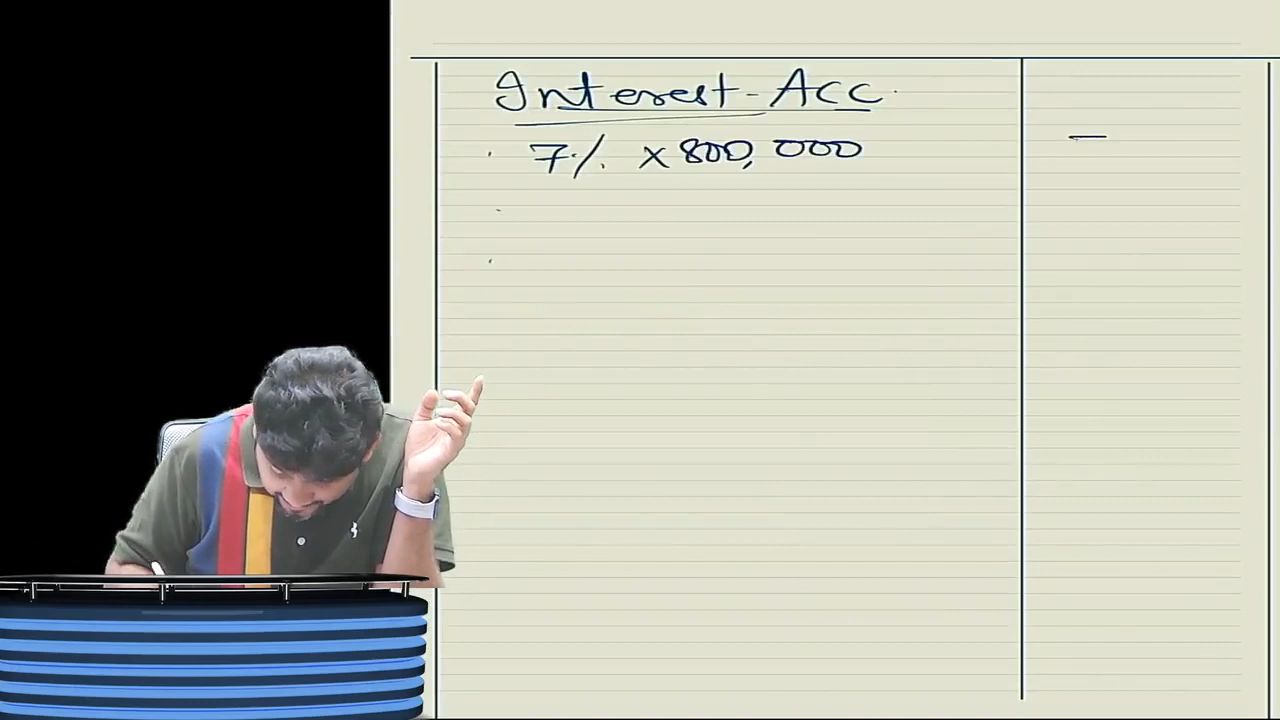 Interest - Acc.
7% × 800,000 —